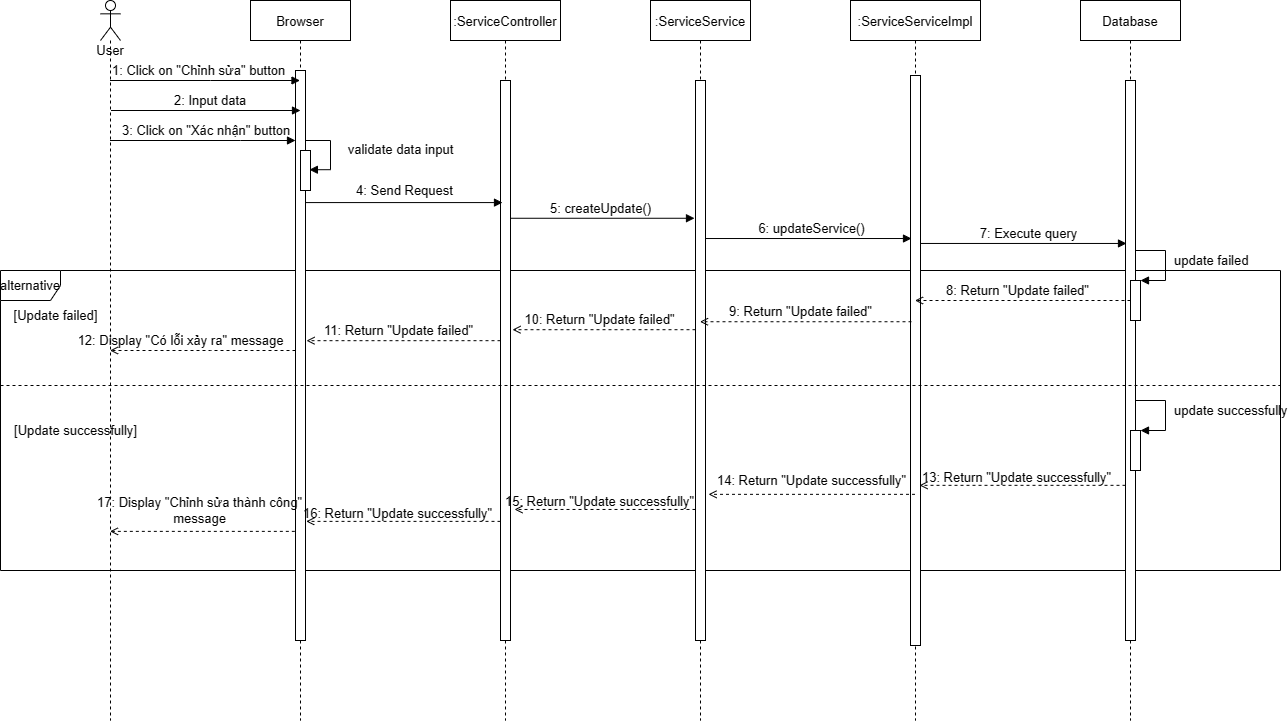 User
Browser
:ServiceController
:ServiceService
:ServiceServiceImpl
Database
1: Click on "Chỉnh sửa" button
2: Input data
3: Click on "Xác nhận" button
validate data input
4: Send Request
5: createUpdate()
6: updateService()
7: Execute query
update failed
alternative
[Update failed]
8: Return "Update failed"
9: Return "Update failed"
10: Return "Update failed"
11: Return "Update failed"
12: Display "Có lỗi xảy ra" message
update successfully
[Update successfully]
13: Return "Update successfully"
14: Return "Update successfully"
15: Return "Update successfully"
16: Return "Update successfully"
17: Display "Chỉnh sửa thành công"
message